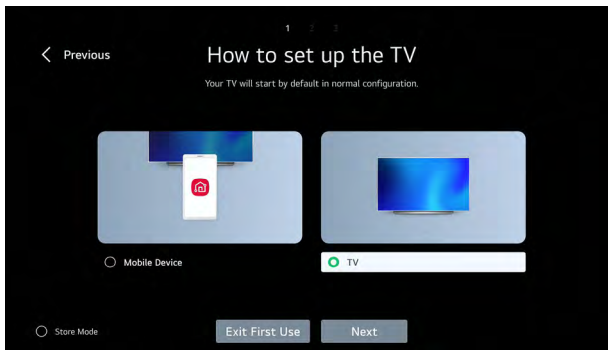 1 2 3
Previous
How to set up the TV
Your TV will start by default in normal configuration.
Mobile Device
TV
Store Mode
Exit First Use
Next